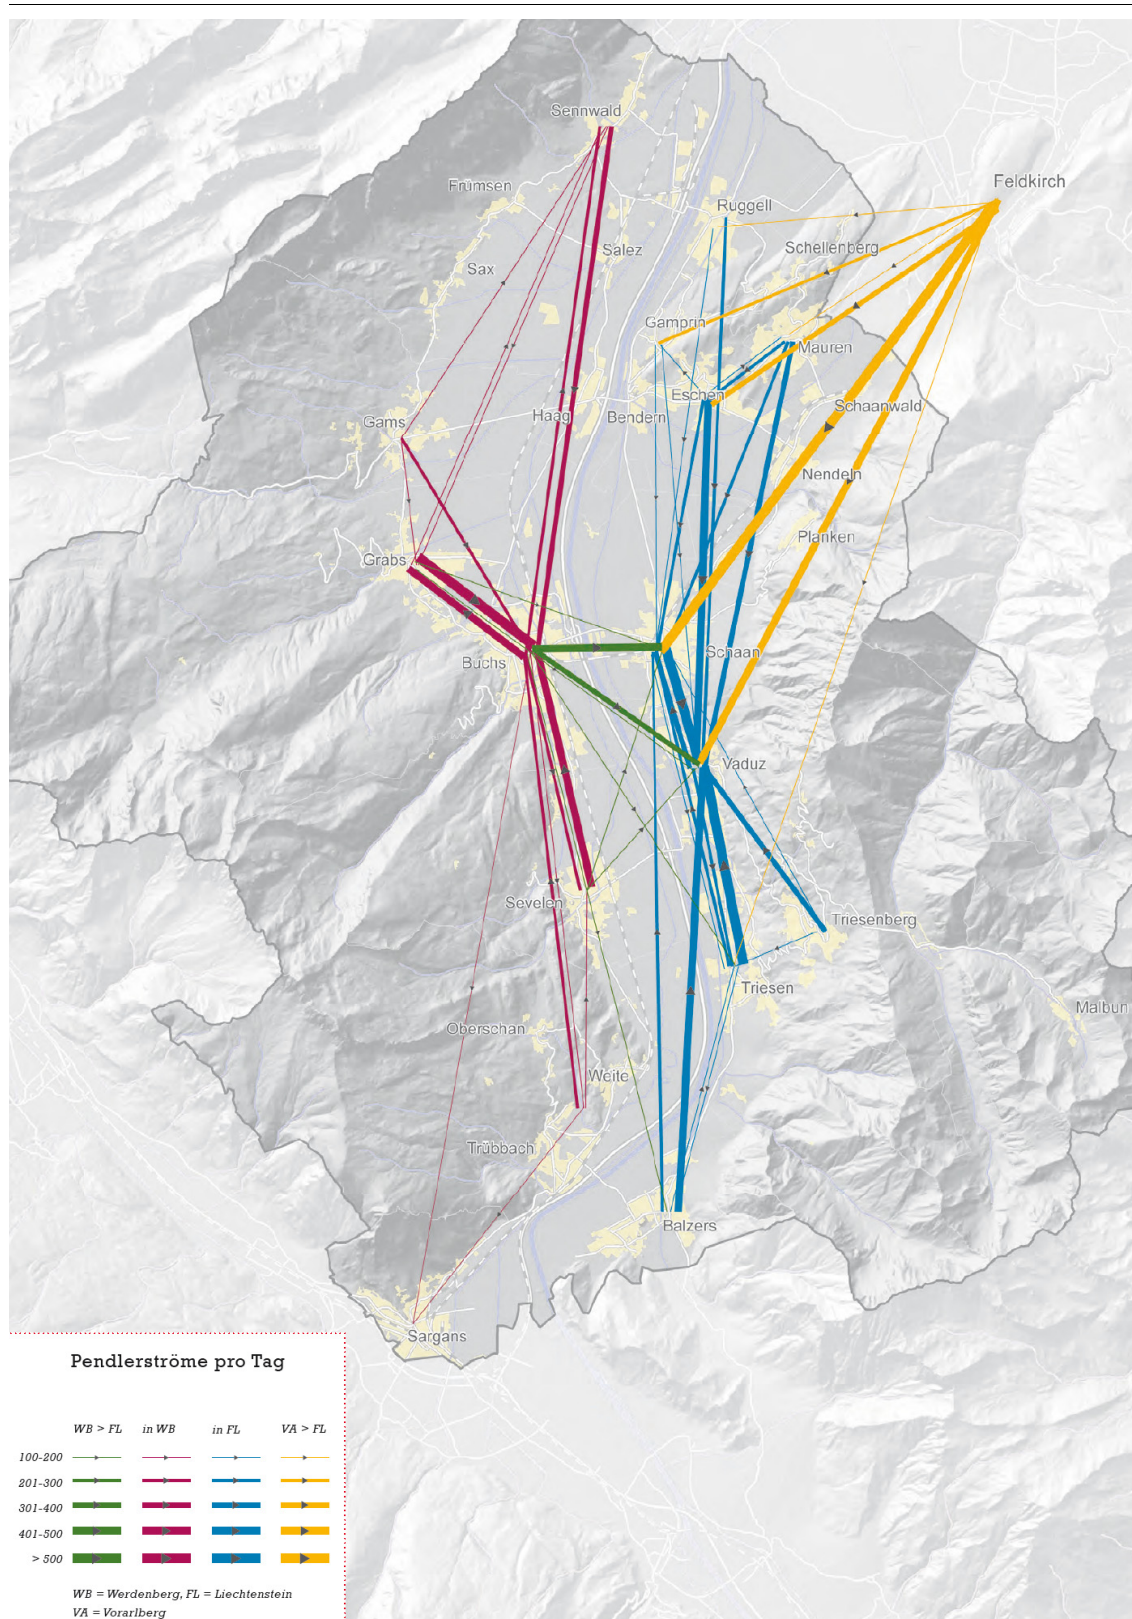 Sennwald
Feldkirch
Frümsen
Ruggell
Salez
Schellenberg
Sax
Gamprin
Mauren
Eschen
Schaanwald
Haag
Bendern
Gams
Nendeln
Planken
Grabs
Buchs
Schaan
Vaduz
Sevelen
Triesenberg
Triesen
Malbun
Oberschan
Weite
Trübbach
Balzers
Sargans
Pendlerströme pro Tag
WB > FL in WB in FL VA > FL
100-200
201-300
301-400
401-500
> 500
WB = Werdenberg, FL = Liechtenstein
VA = Vorarlberg